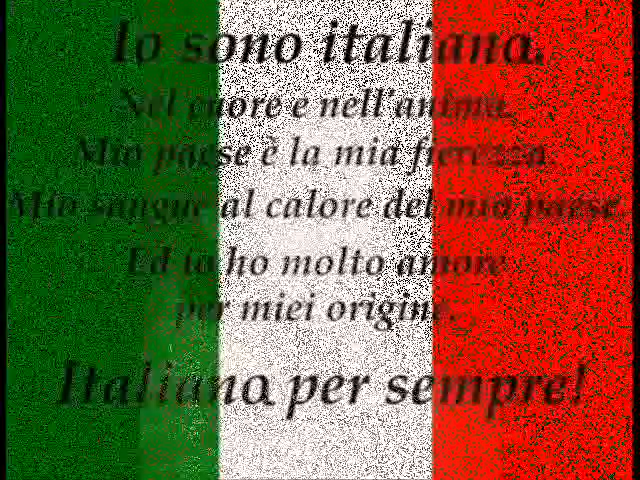 Io sono italiana.
Nel cuore e nell'anima.
Mio paese è la mia fierezza.
Mio sangue al calore del mio paese.
Ed io ho molto amore
per miei origine.
Italiana per sempre!